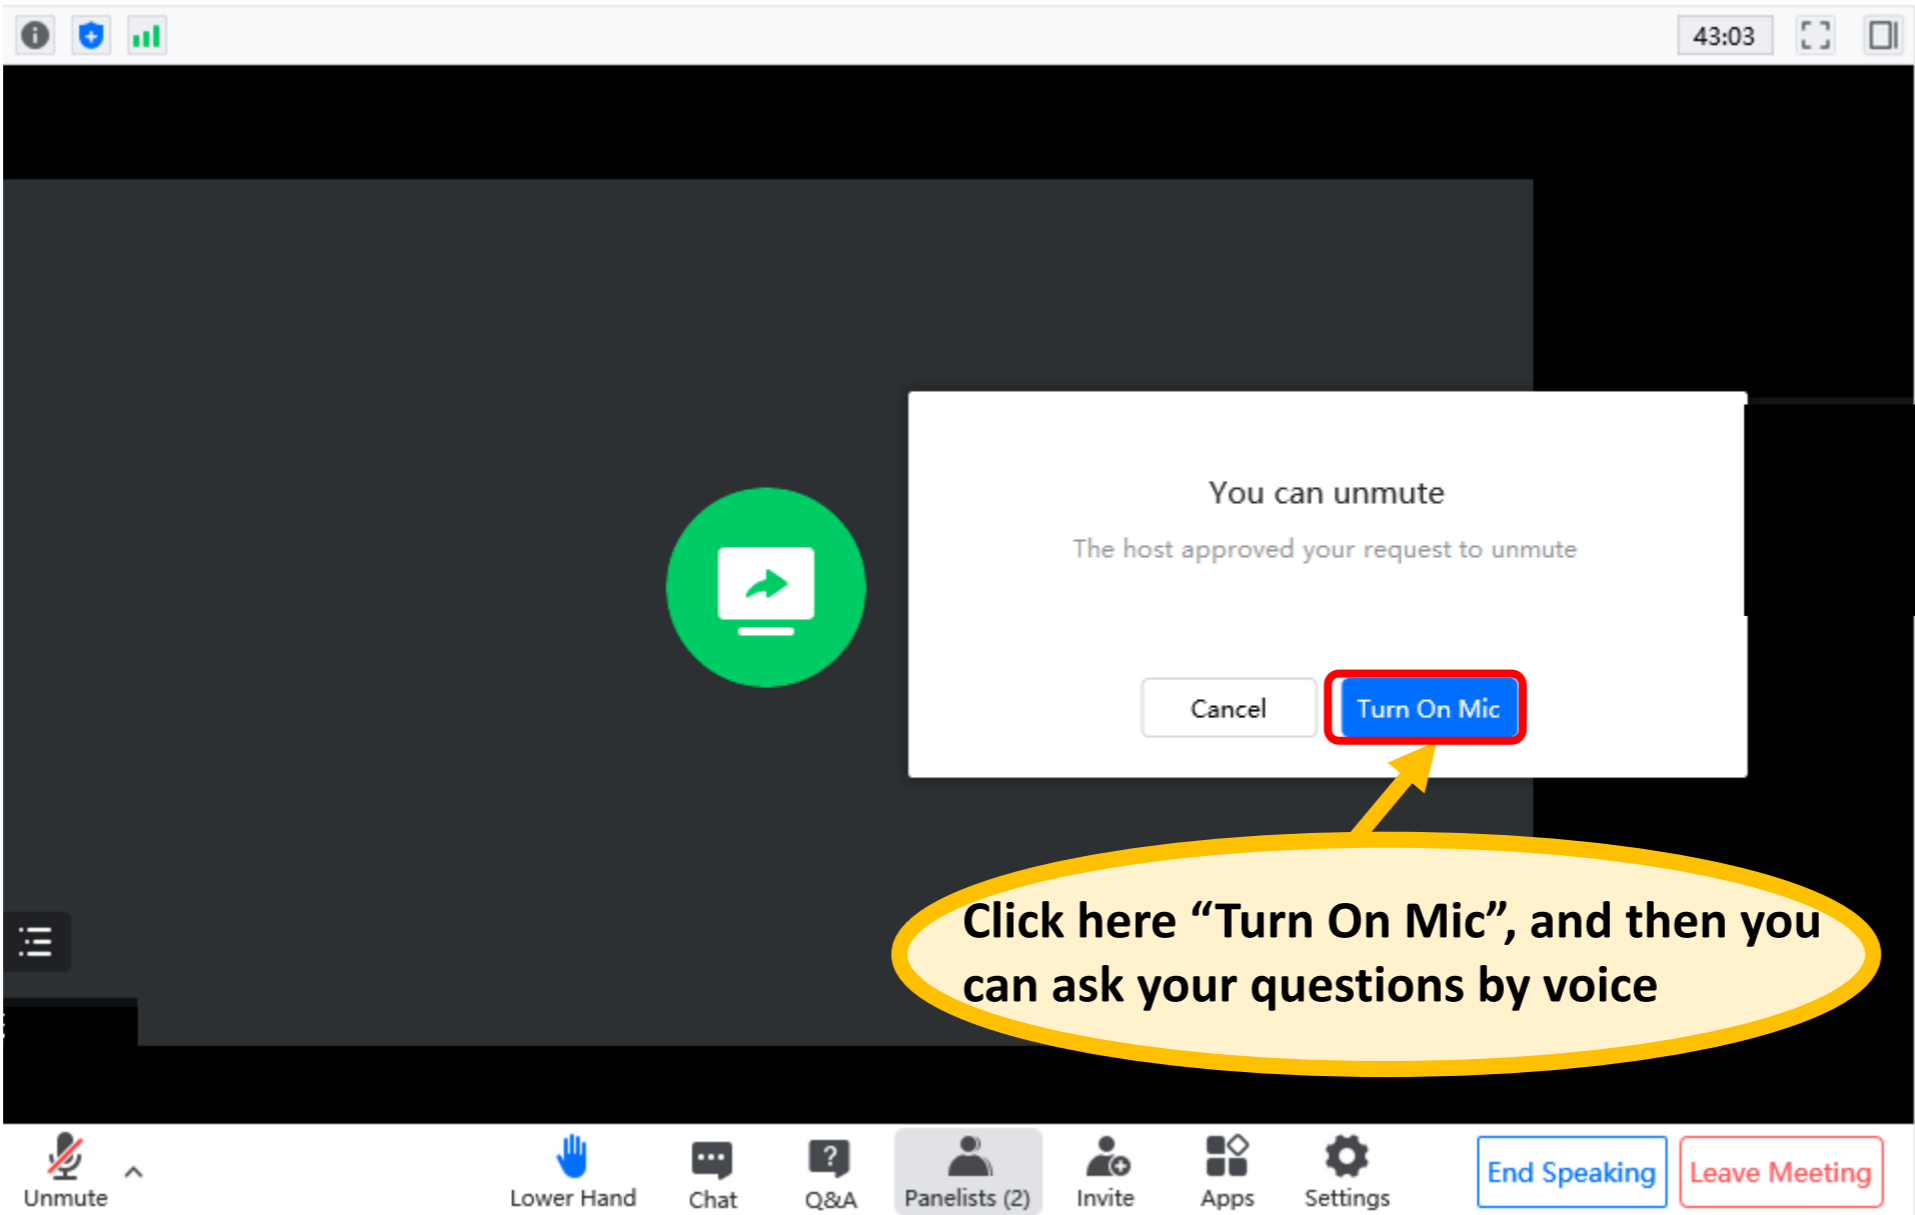 43:03
You can unmute
The host approved your request to unmute
Cancel
Turn On Mic
Click here “Turn On Mic”, and then you
can ask your questions by voice
Unmute
Lower Hand
Chat
Q&A
Panelists (2)
Invite
Apps
Settings
End Speaking
Leave Meeting